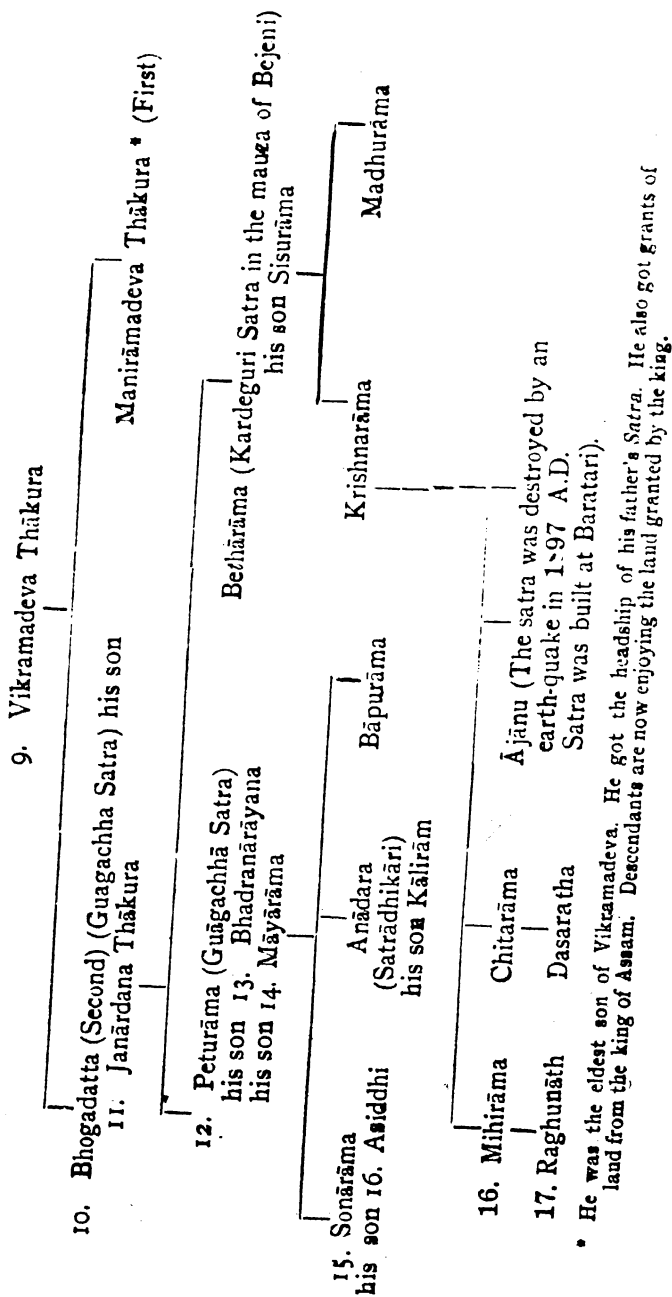 9. Vikramadeva Thākura
10. Bhogadatta (Second) (Guagachha Satra) his son
11. Janārdana Thākura
Manirāmadeva Thākura * (First)
12. Peturāma (Guāgachhā Satra)
his son 13. Bhadranārāyana
his son 14. Māyārāma
Bethārāma (Kardeguri Satra in the mauza of Bejeni)
his son Sisurāma
15. Sonārāma
his son 16. Asiddhi
Anādara
(Satrādhikāri)
his son Kālirām
Bāpurāma
Krishnarāma
Madhurāma
16. Mihirāma
17. Raghunāth
Chitarāma
Dasaratha
Ājānu (The satra was destroyed by an
earth-quake in 1897 A.D.
Satra was built at Baratari).
* He was the eldest son of Vikramadeva. He got the headship of his father's Satra. He also got grants of
land from the king of Assam. Descendants are now enjoying the land granted by the king.